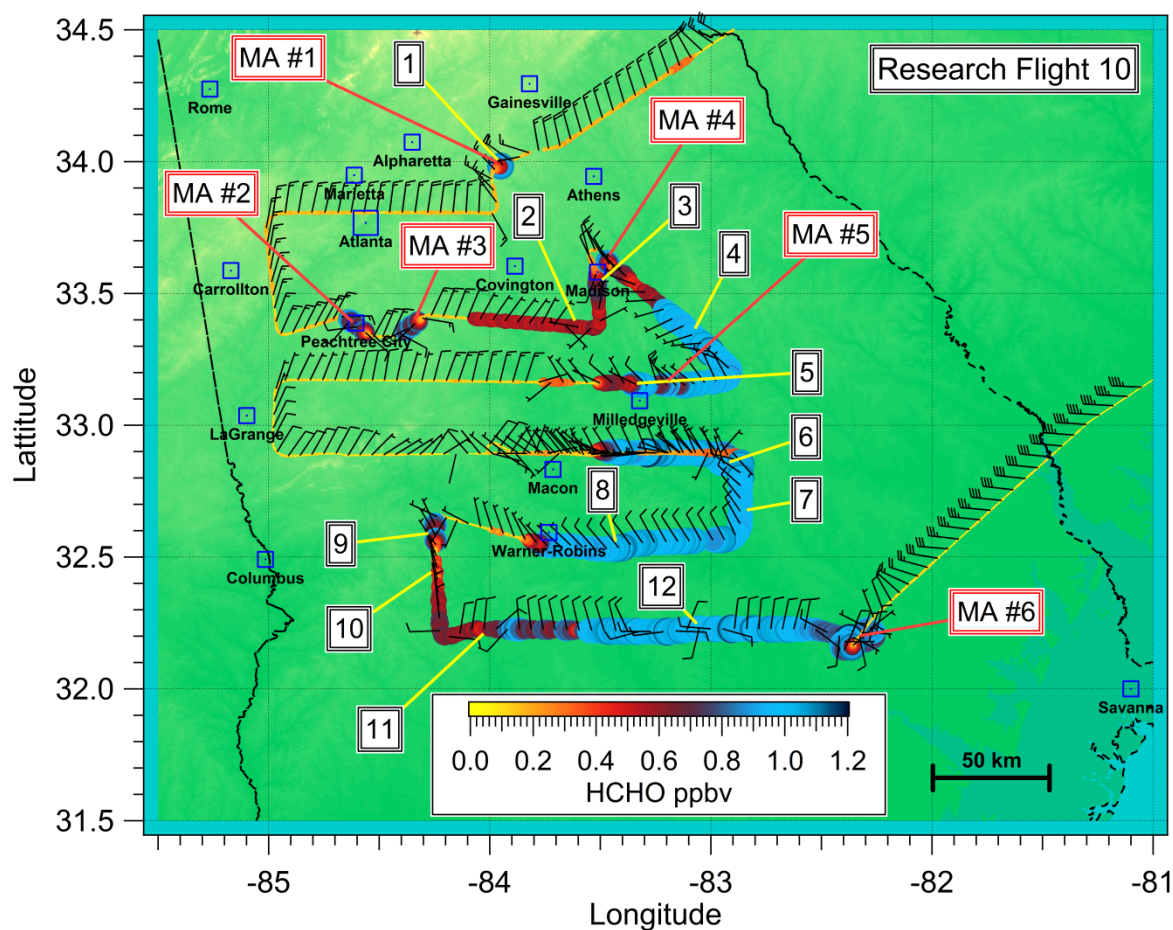 34.5
34.0
33.5
33.0
32.5
32.0
31.5
Lattitude
-85
-84
-83
-82
-81
Longitude
Research Flight 10
MA #1
1
MA #4
MA #2
2
3
MA #3
MA #5
4
5
6
8
7
9
12
10
MA #6
11
Rome
Gainesville
Alpharetta
Marietta
Athens
Atlanta
Covington
Madison
Carrollton
Peachtree City
Milledgeville
LaGrange
Macon
Warner-Robins
Columbus
Savanna
0.0 0.2 0.4 0.6 0.8 1.0 1.2
HCHO ppbv
50 km